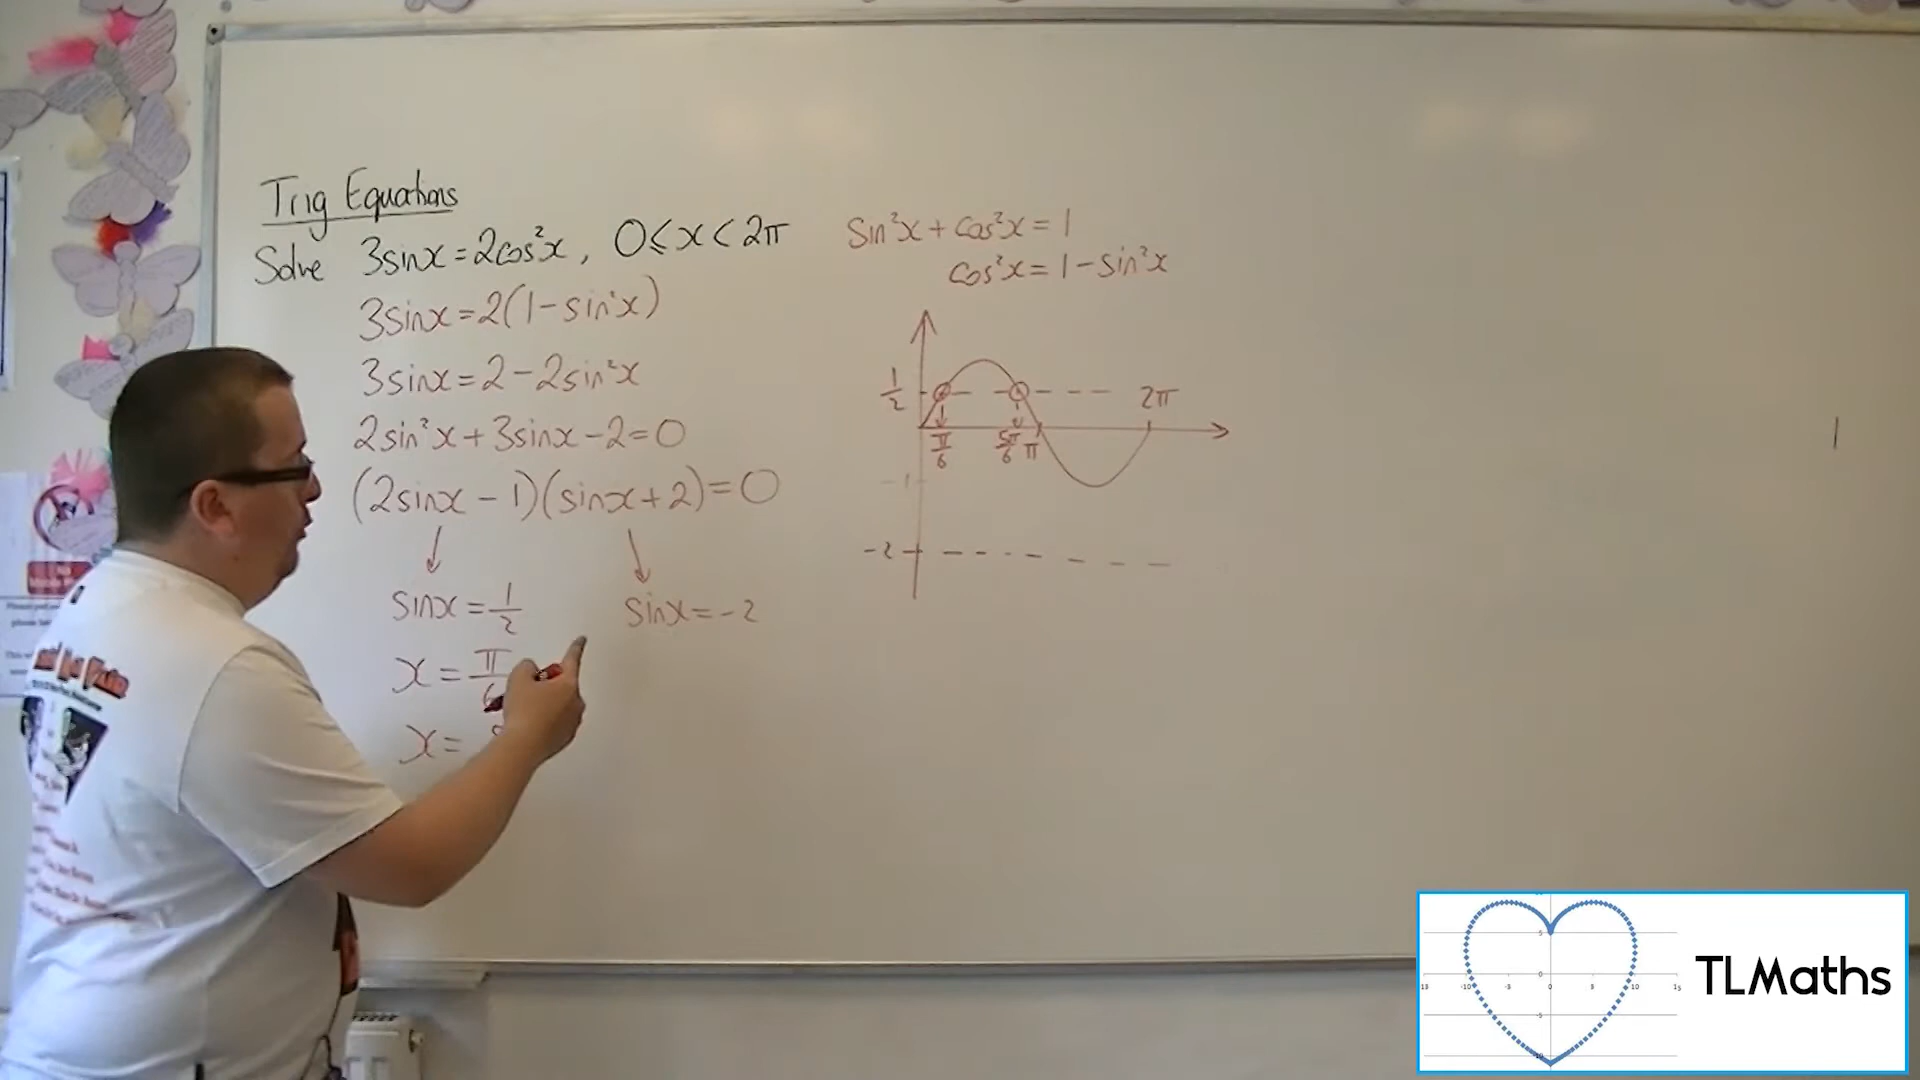 Trig Equations
Solve 3sinx=2cos²x, 0≤x<2π
3sinx=2(1-sin²x)
3sinx=2-2sin²x
2sin²x+3sinx-2=0
(2sinx-1)(sinx+2)=0
sinx=1/2
sinx=-2
x=π/6
x=
sin²x+cos²x=1
cos²x=1-sin²x
1/2
2π
π/6
5π/6
π
-1
-2
TLMaths